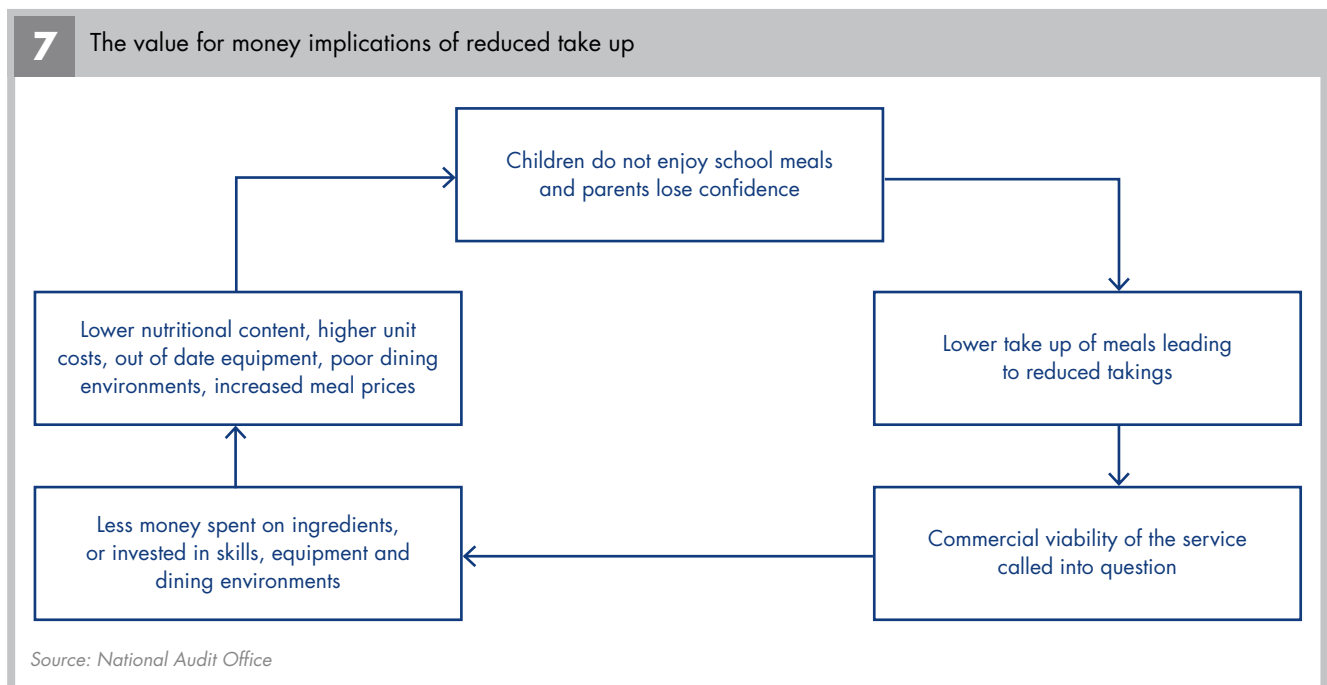 7
The value for money implications of reduced take up
Children do not enjoy school meals
and parents lose confidence
Lower take up of meals leading
to reduced takings
Commercial viability of the service
called into question
Less money spent on ingredients,
or invested in skills, equipment and
dining environments
Lower nutritional content, higher unit
costs, out of date equipment, poor dining
environments, increased meal prices
Source: National Audit Office